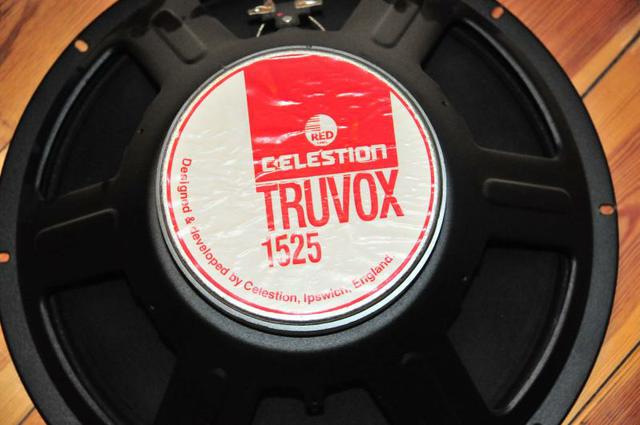 RED
CELESTION
TRUVOX
1525
Designed & developed by Celestion, Ipswich, England